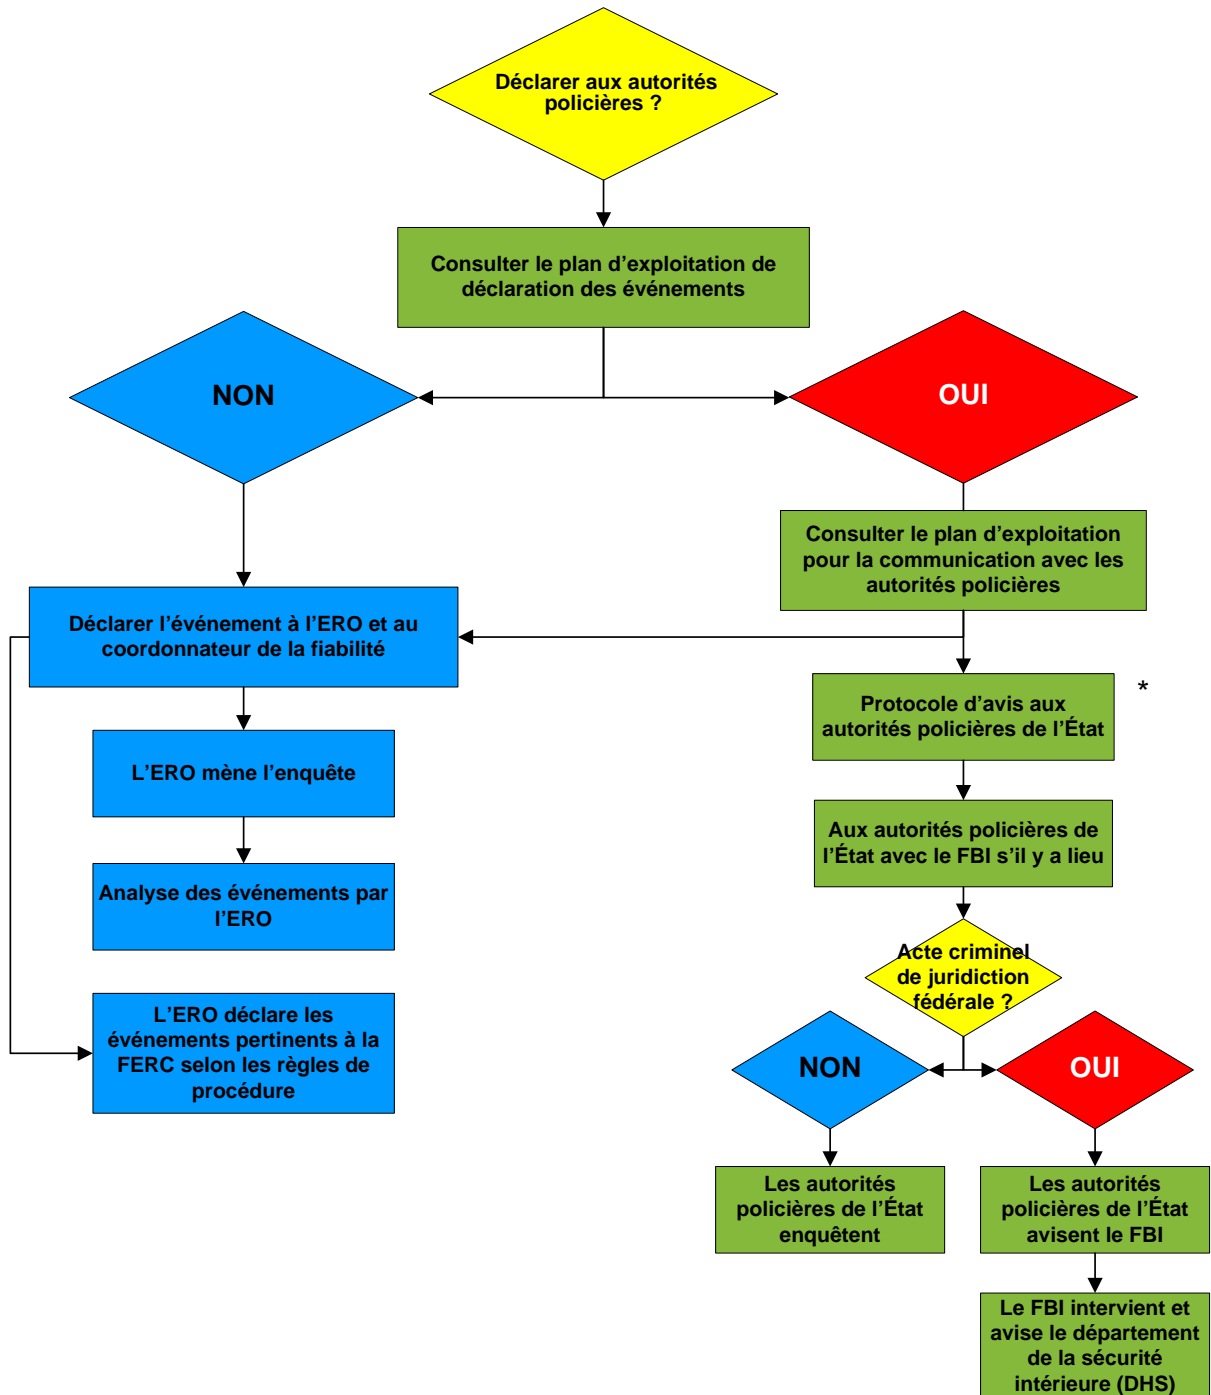 Déclarer aux autorités
policières ?
Consulter le plan d’exploitation de
déclaration des événements
NON
OUI
Consulter le plan d’exploitation
pour la communication avec les
autorités policières
Déclarer l’événement à l’ERO et au
coordonnateur de la fiabilité
Protocole d’avis aux
autorités policières de l’État
*
L’ERO mène l’enquête
Aux autorités policières de
l’État avec le FBI s’il y a lieu
Analyse des événements par
l’ERO
Acte criminel
de juridiction
fédérale ?
L’ERO déclare les
événements pertinents à la
FERC selon les règles de
procédure
NON
OUI
Les autorités
policières de l’État
enquêtent
Les autorités
policières de l’État
avisent le FBI
Le FBI intervient et
avise le département
de la sécurité
intérieure (DHS)